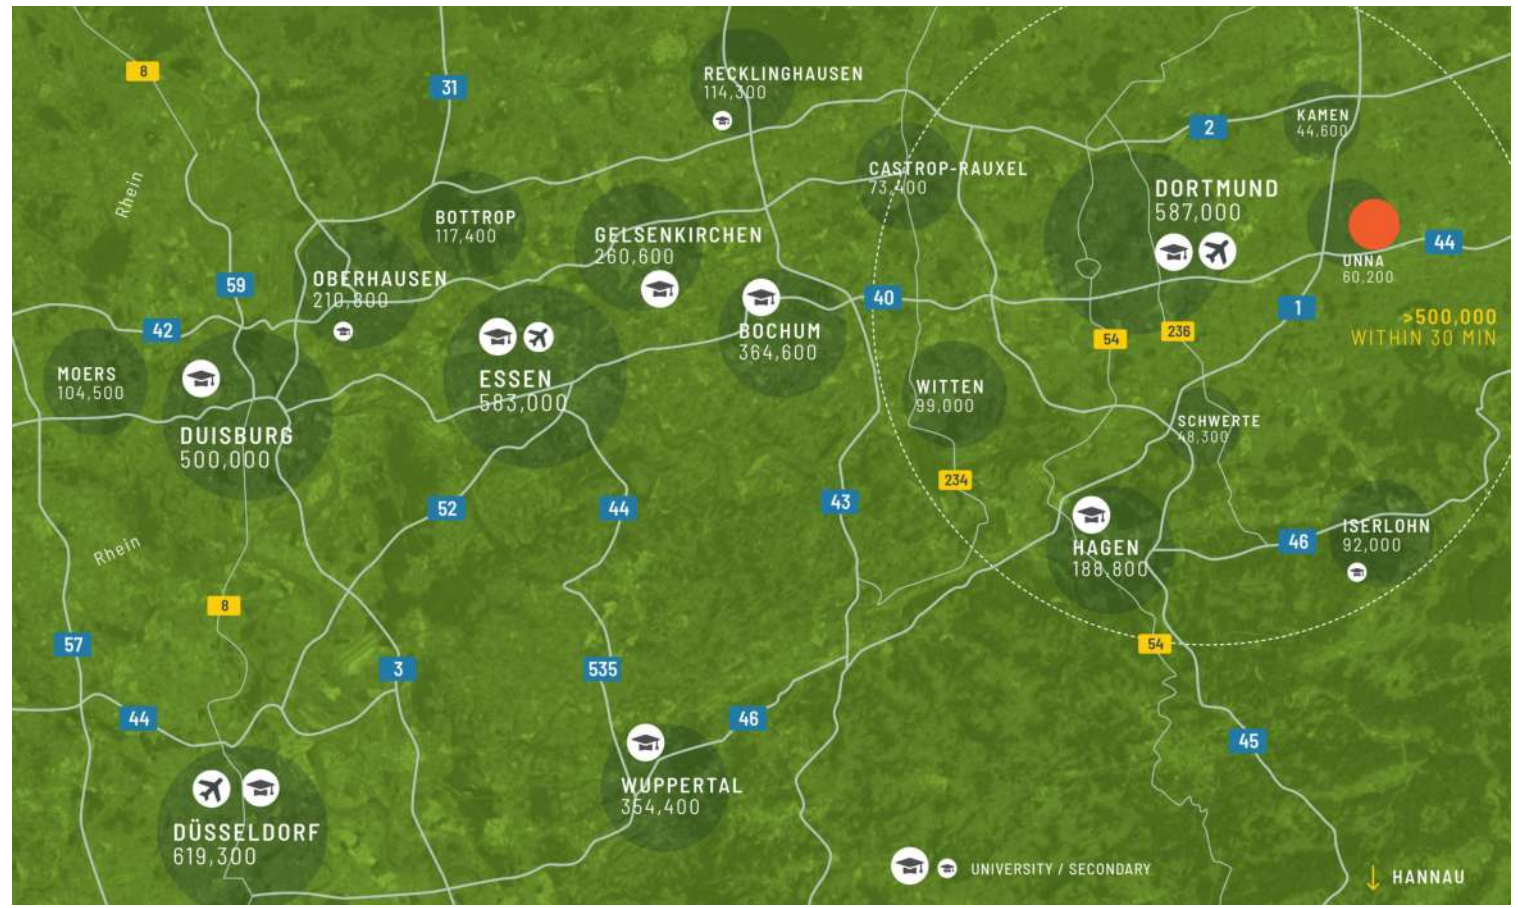 8
31
RECKLINGHAUSEN
114,300
2
KAMEN
44,600
Rhein
CASTROP-RAUXEL
73,400
DORTMUND
587,000
BOTTROP
117,400
GELSENKIRCHEN
260,600
44
UNNA
60,200
OBERHAUSEN
210,800
59
40
1
42
BOCHUM
364,600
54
236
>500,000
WITHIN 30 MIN
MOERS
104,500
ESSEN
583,000
WITTEN
99,000
SCHWERTE
48,300
DUISBURG
500,000
234
52
44
43
HAGEN
188,800
46
ISERLOHN
92,000
Rhein
8
57
3
535
54
44
46
45
WUPPERTAL
354,400
DÜSSELDORF
619,300
UNIVERSITY / SECONDARY
HANNAU